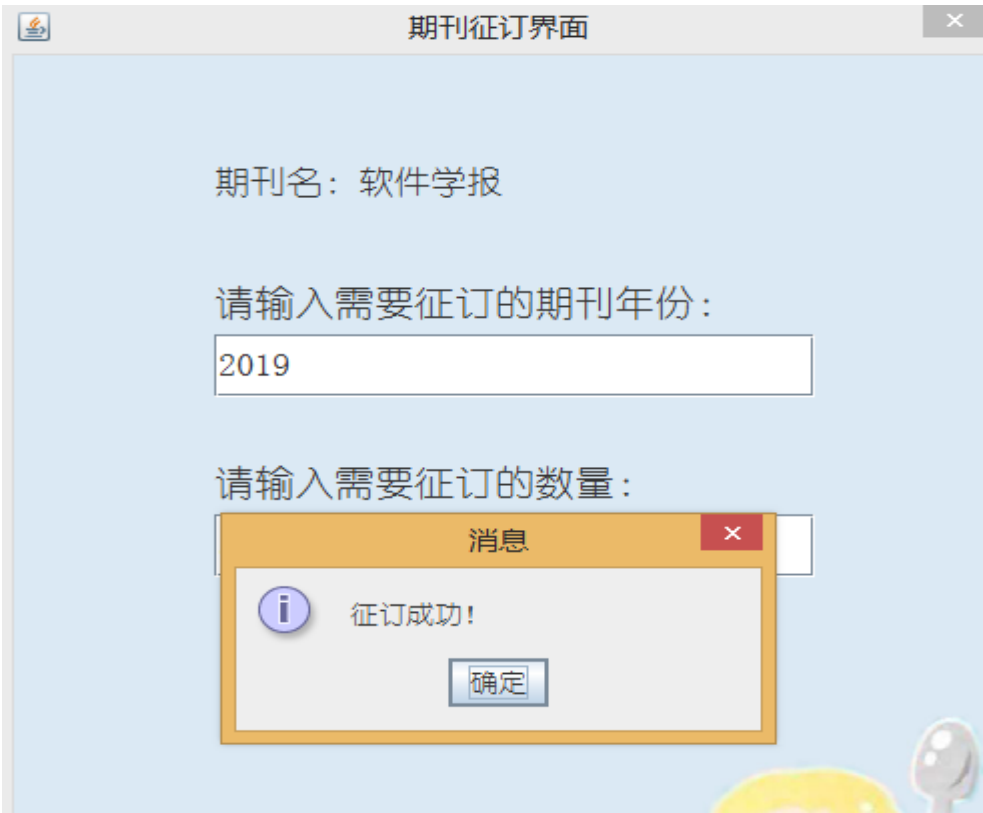 期刊征订界面
期刊名：软件学报
请输入需要征订的期刊年份：
2019
请输入需要征订的数量：
消息
征订成功！
确定